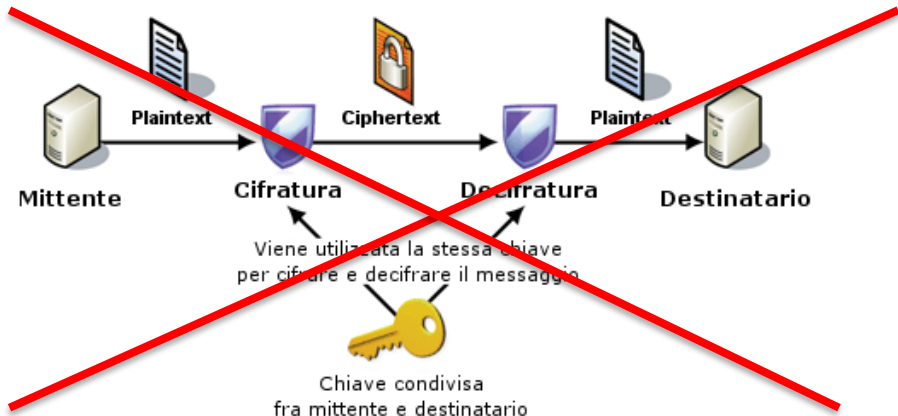 Plaintext
Ciphertext
Plaintext
Mittente
Cifratura
Decifratura
Destinatario
Viene utilizzata la stessa chiave
per cifrare e decifrare il messaggio
Chiave condivisa
fra mittente e destinatario